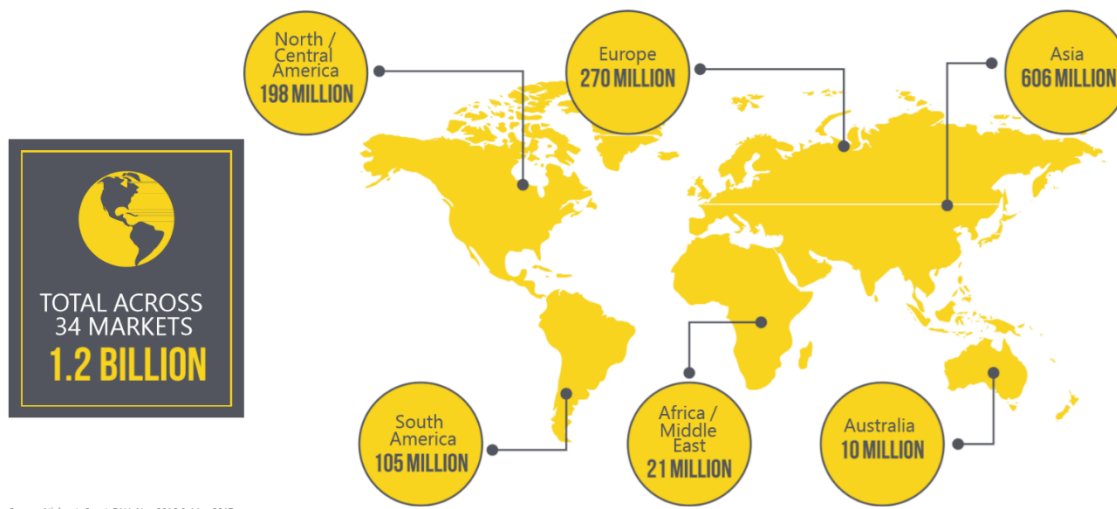 North /
Central
America
198 MILLION
Europe
270 MILLION
Asia
606 MILLION
TOTAL ACROSS
34 MARKETS
1.2 BILLION
South
America
105 MILLION
Africa /
Middle
East
21 MILLION
Australia
10 MILLION